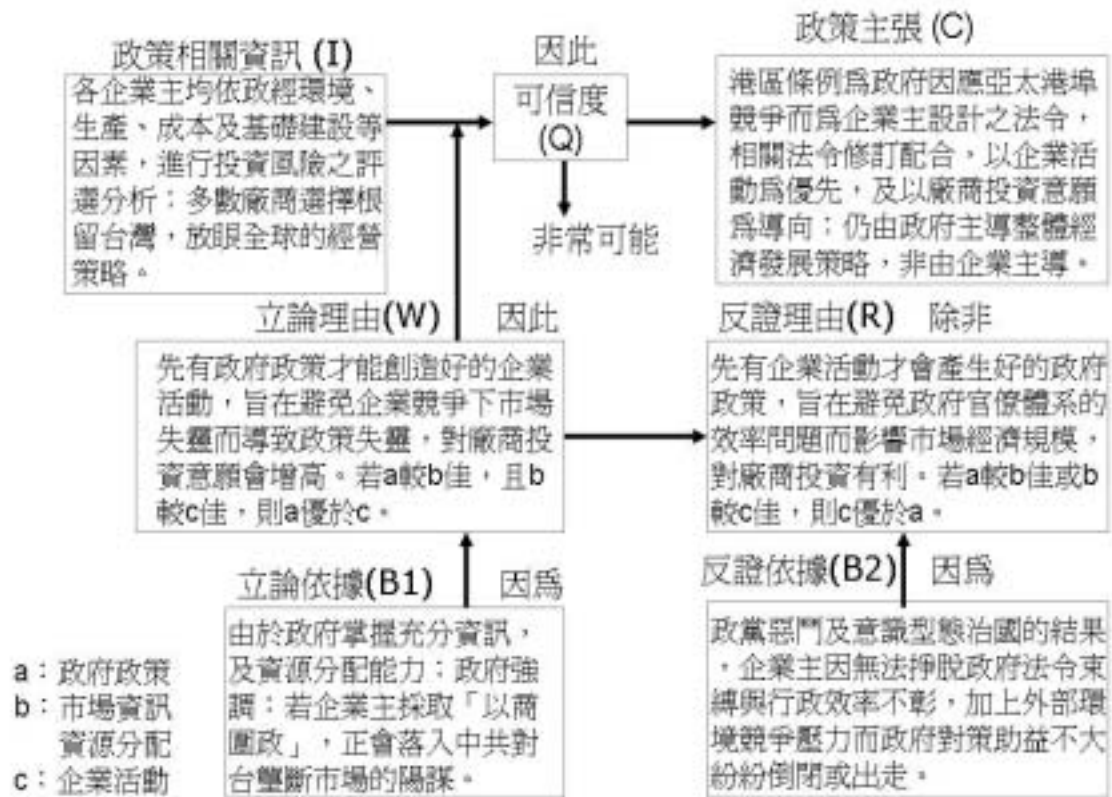 政策相關資訊 (I)
各企業主均依政經環境、
生產、成本及基礎建設等
因素，進行投資風險之評
選分析；多數廠商選擇根
留台灣，放眼全球的經營
策略。
因此
可信度
(Q)
非常可能
政策主張 (C)
港區條例為政府因應亞太港埠
競爭而為企業主設計之法令，
相關法令修訂配合，以企業活
動為優先，及以廠商投資意願
為導向；仍由政府主導整體經
濟發展策略，非由企業主導。
立論理由(W) 因此
先有政府政策才能創造好的企業
活動，旨在避免企業競爭下市場
失靈而導致政策失靈，對廠商投
資意願會增高。若a較b佳，且b
較c佳，則a優於c。
反證理由(R) 除非
先有企業活動才會產生好的政府
政策，旨在避免政府官僚體系的
效率問題而影響市場經濟規模，
對廠商投資有利。若a較b佳或b
較c佳，則c優於a。
立論依據(B1) 因為
由於政府掌握充分資訊，
及資源分配能力；政府強
調：若企業主採取「以商
圍政」，正會落入中共對
台壟斷市場的陽謀。
反證依據(B2) 因為
政黨惡鬥及意識型態治國的結果
，企業主因無法掙脫政府法令束
縛與行政效率不彰，加上外部環
境競爭壓力而政府對策助益不大
紛紛倒閉或出走。
a：政府政策
b：市場資訊
資源分配
c：企業活動